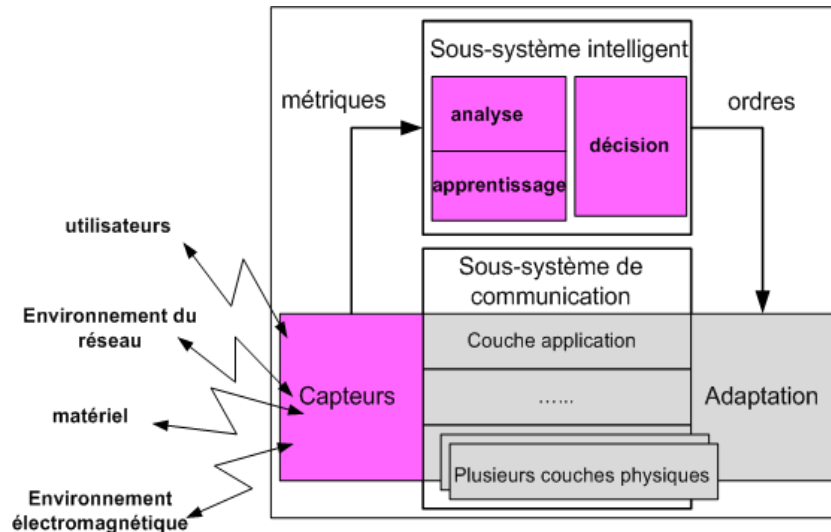 Sous-système intelligent
métriques
ordres
analyse
décision
apprentissage
utilisateurs
Sous-système de
communication
Environnement du
réseau
Couche application
Capteurs
......
Adaptation
matériel
Plusieurs couches physiques
Environnement
électromagnétique